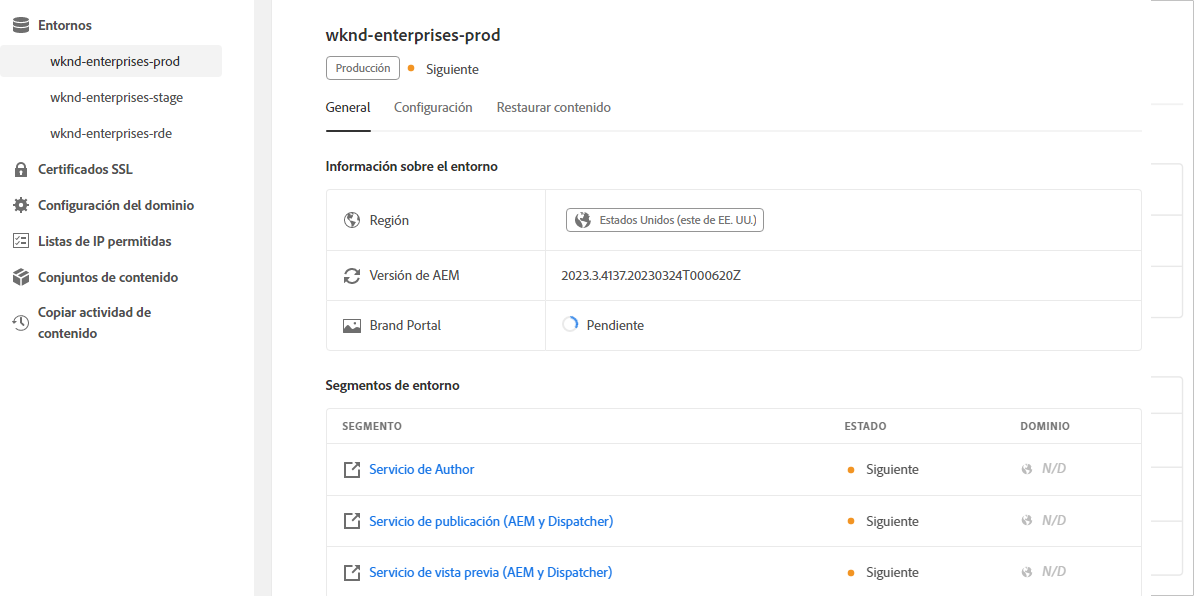 Entornos
wknd-enterprises-prod
wknd-enterprises-stage
wknd-enterprises-rde
Certificados SSL
Configuración del dominio
Listas de IP permitidas
Conjuntos de contenido
Copiar actividad de
contenido
wknd-enterprises-prod
Producción Siguiente
General Configuración Restaurar contenido
Información sobre el entorno
Región Estados Unidos (este de EE. UU.)
Versión de AEM 2023.3.4137.20230324T000620Z
Brand Portal Pendiente
Segmentos de entorno
SEGMENTO ESTADO DOMINIO
Servicio de Author Siguiente N/D
Servicio de publicación (AEM y Dispatcher) Siguiente N/D
Servicio de vista previa (AEM y Dispatcher) Siguiente N/D